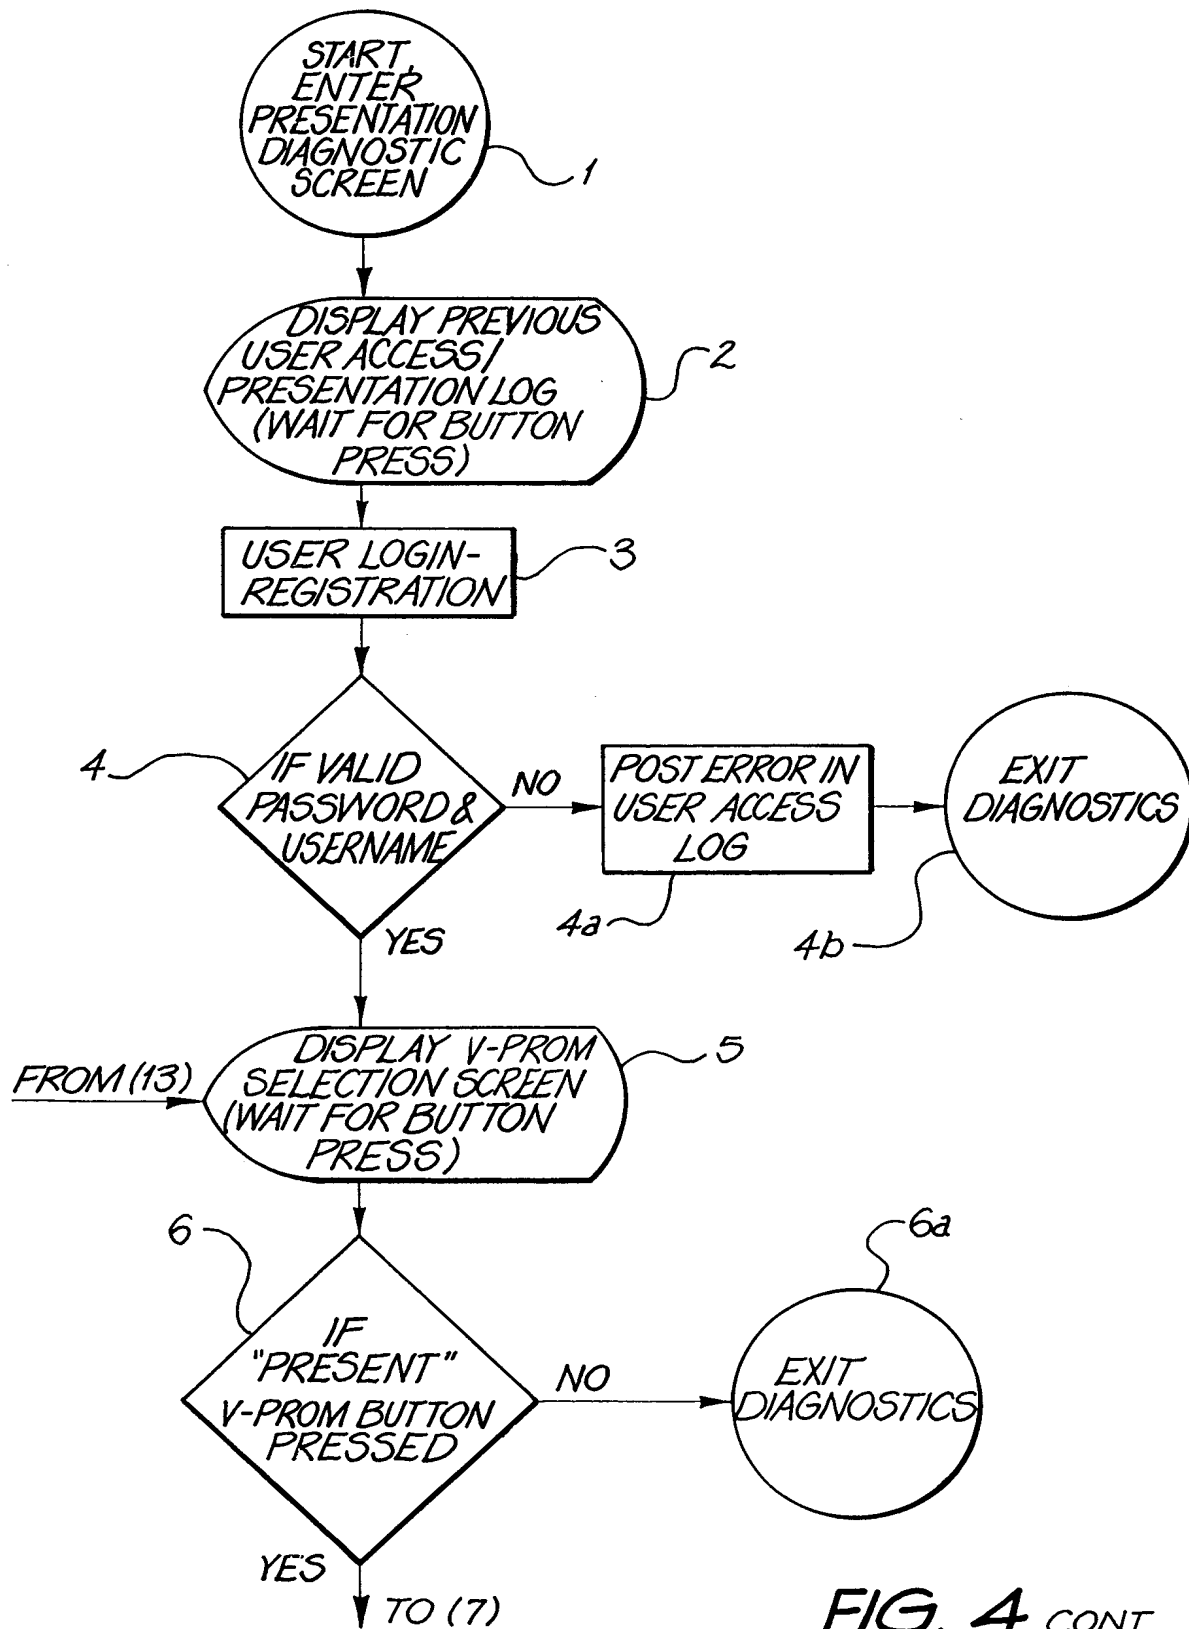 START,
ENTER
PRESENTATION
DIAGNOSTIC
SCREEN
1
DISPLAY PREVIOUS
USER ACCESS/
PRESENTATION LOG
(WAIT FOR BUTTON
PRESS)
2
USER LOGIN-
REGISTRATION
3
4
IF VALID
PASSWORD &
USERNAME
NO
POST ERROR IN
USER ACCESS
LOG
4a
EXIT
DIAGNOSTICS
4b
YES
FROM (13)
DISPLAY V-PROM
SELECTION SCREEN
(WAIT FOR BUTTON
PRESS)
5
6
IF
"PRESENT"
V-PROM BUTTON
PRESSED
NO
6a
EXIT
DIAGNOSTICS
YES
TO (7)
FIG. 4 CONT